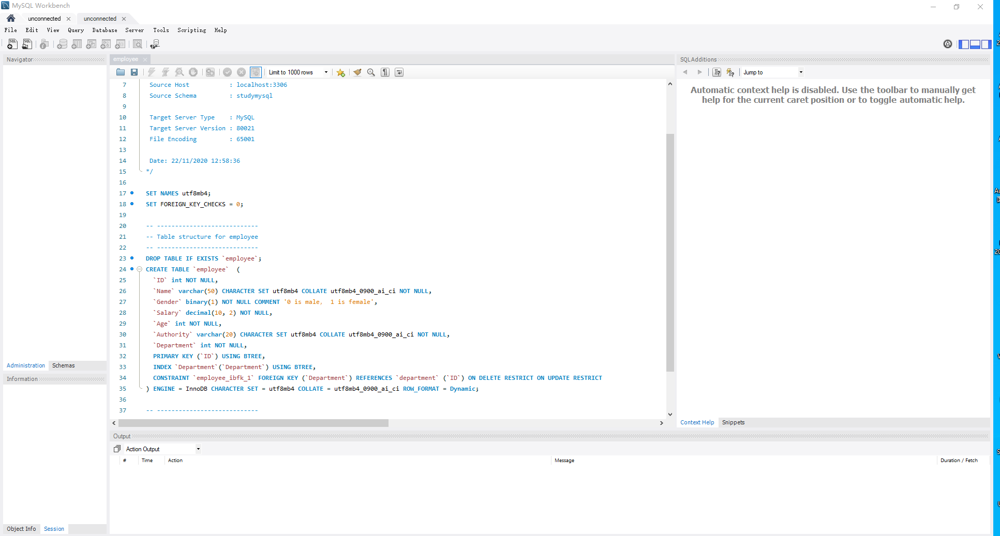 MySQL Workbench
unconnected
unconnected
File Edit View Query Database Server Tools Scripting Help
Navigator
employee
SQLAdditions
Limit to 1000 rows
Jump to
Automatic context help is disabled. Use the toolbar to manually get
help for the current caret position or to toggle automatic help.
7 Source Host : localhost:3306
8 Source Schema : studymysql
9
10 Target Server Type : MySQL
11 Target Server Version : 80021
12 File Encoding : 65001
13
14 Date: 22/11/2020 12:58:36
15 */
16
17 SET NAMES utf8mb4;
18 SET FOREIGN_KEY_CHECKS = 0;
19
20 -- ----------------------------
21 -- Table structure for employee
22 -- ----------------------------
23 DROP TABLE IF EXISTS `employee`;
24 CREATE TABLE `employee`  (
25 `ID` int NOT NULL,
26 `Name` varchar(50) CHARACTER SET utf8mb4 COLLATE utf8mb4_0900_ai_ci NOT NULL,
27 `Gender` binary(1) NOT NULL COMMENT '0 is male， 1 is female',
28 `Salary` decimal(10, 2) NOT NULL,
29 `Age` int NOT NULL,
30 `Authority` varchar(20) CHARACTER SET utf8mb4 COLLATE utf8mb4_0900_ai_ci NOT NULL,
31 `Department` int NOT NULL,
32 PRIMARY KEY (`ID`) USING BTREE,
33 INDEX `Department`(`Department`) USING BTREE,
34 CONSTRAINT `employee_ibfk_1` FOREIGN KEY (`Department`) REFERENCES `department` (`ID`) ON DELETE RESTRICT ON UPDATE RESTRICT
35 ) ENGINE = InnoDB CHARACTER SET = utf8mb4 COLLATE = utf8mb4_0900_ai_ci ROW_FORMAT = Dynamic;
36
37 -- ----------------------------
Administration Schemas
Information
Context Help Snippets
Output
Action Output
# Time Action Message Duration / Fetch
Object Info Session